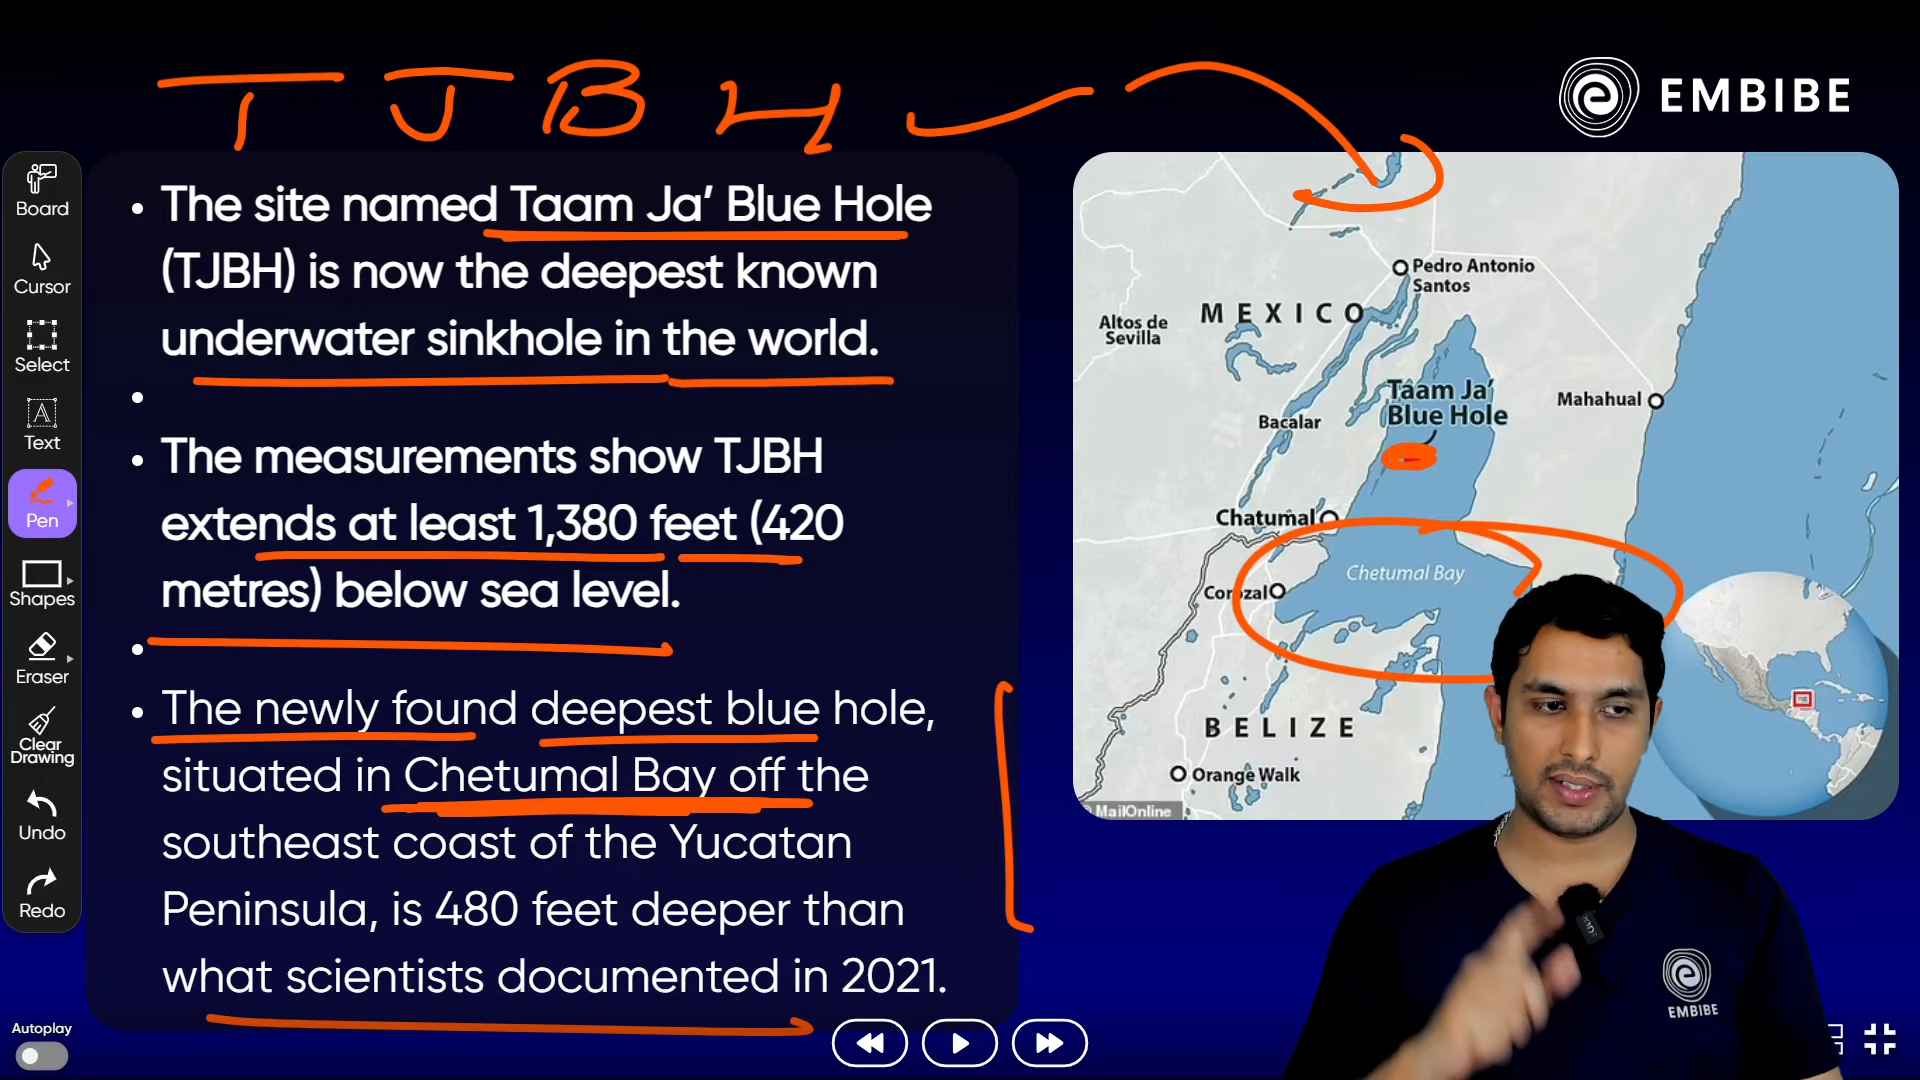 T J B H
EMBIBE
Board
Cursor
Select
Text
Pen
Shapes
Eraser
Clear
Drawing
Undo
Redo
Autoplay
• The site named Taam Ja’ Blue Hole
(TJBH) is now the deepest known
underwater sinkhole in the world.
•
• The measurements show TJBH
extends at least 1,380 feet (420
metres) below sea level.
•
• The newly found deepest blue hole,
situated in Chetumal Bay off the
southeast coast of the Yucatan
Peninsula, is 480 feet deeper than
what scientists documented in 2021.
Pedro Antonio
Santos
MEXICO
Altos de
Sevilla
Taam Ja’
Blue Hole
Mahahual
Bacalar
Chatumal
Chetumal Bay
Corozal
BELIZE
Orange Walk
MailOnline
EMBIBE